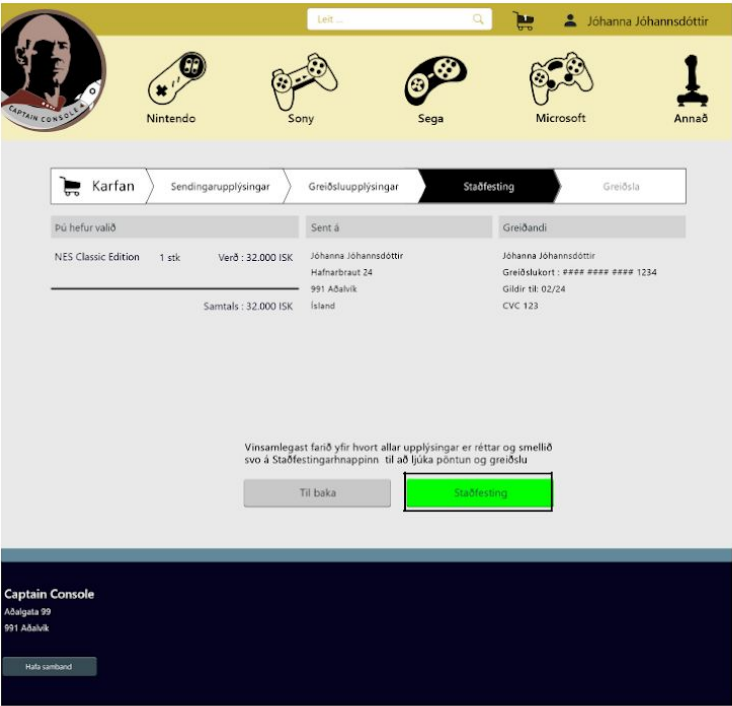 Leit ...
Jóhanna Jóhannsdóttir
CAPTAIN CONSOLE
Nintendo
Sony
Sega
Microsoft
Annað
Karfan
Sendingarupplýsingar
Greiðsluupplýsingar
Staðfesting
Greiðsla
Þú hefur valið
Sent á
Greiðandi
NES Classic Edition 1 stk Verð : 32.000 ISK
Samtals : 32.000 ISK
Jóhanna Jóhannsdóttir
Hafnarbraut 24
991 Aðalvík
Ísland
Jóhanna Jóhannsdóttir
Greiðslukort : #### #### #### 1234
Gildir til: 02/24
CVC 123
Vinsamlegast farið yfir hvort allar upplýsingar er réttar og smellið
svo á Staðfestingarhnappinn til að ljúka pöntun og greiðslu
Til baka
Staðfesting
Captain Console
Aðalgata 99
991 Aðalvík
Hafa samband